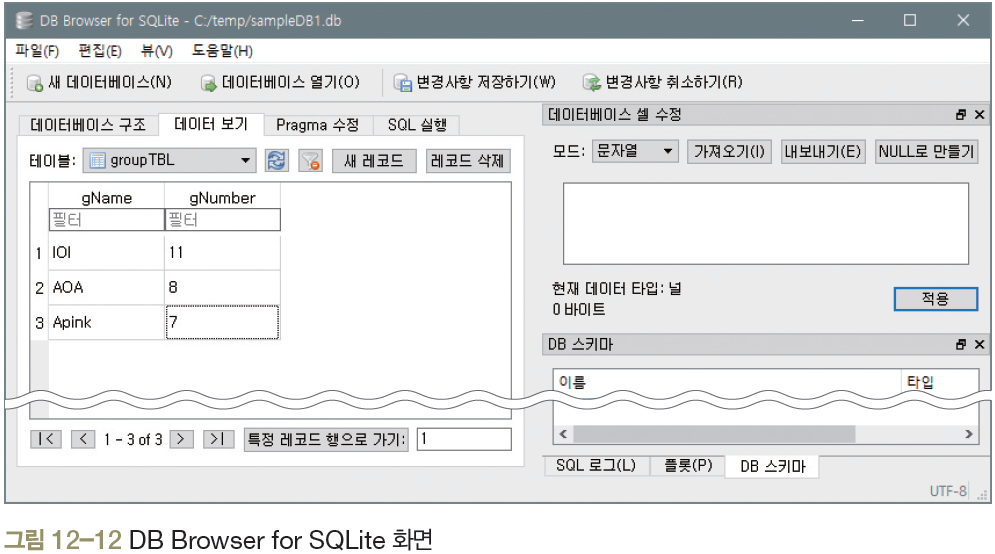 DB Browser for SQLite - C:/temp/sampleDB1.db
파일(F) 편집(E) 뷰(V) 도움말(H)
새 데이터베이스(N) 데이터베이스 열기(O) 변경사항 저장하기(W) 변경사항 취소하기(R)
데이터베이스 구조 데이터 보기 Pragma 수정 SQL 실행
테이블: groupTBL 새 레코드 레코드 삭제
gName gNumber
필터 필터
1 IOI 11
2 AOA 8
3 Apink 7
1 - 3 of 3 특정 레코드 행으로 가기: 1
데이터베이스 셀 수정
모드: 문자열 가져오기(I) 내보내기(E) NULL로 만들기
현재 데이터 타입: 널
0 바이트
적용
DB 스키마
이름 타입
SQL 로그(L) 플롯(P) DB 스키마
UTF-8
그림 12-12 DB Browser for SQLite 화면